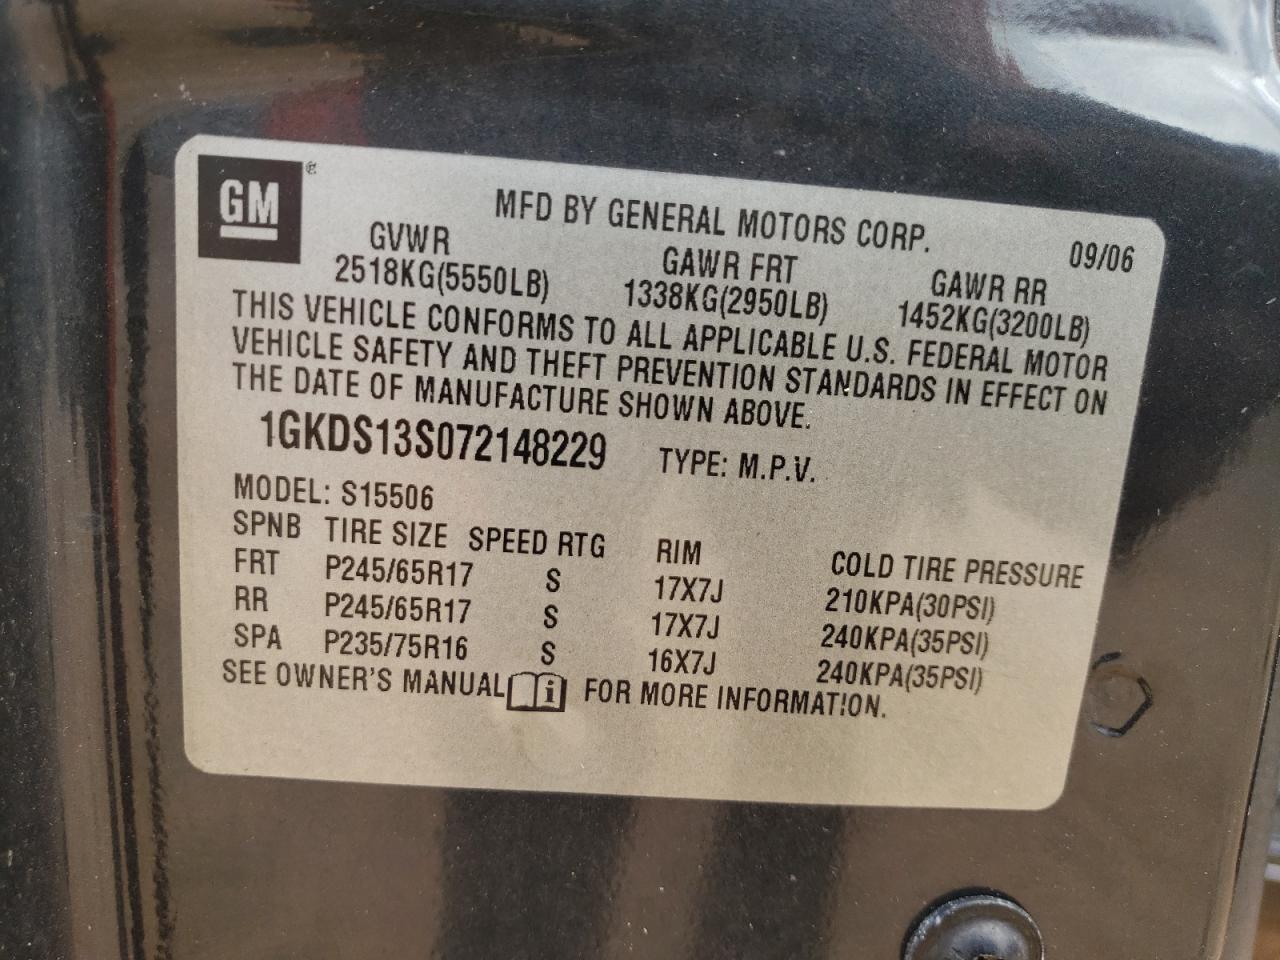 GM
MFD BY GENERAL MOTORS CORP. 09/06
GVWR GAWR FRT GAWR RR
2518KG(5550LB) 1338KG(2950LB) 1452KG(3200LB)
THIS VEHICLE CONFORMS TO ALL APPLICABLE U.S. FEDERAL MOTOR
VEHICLE SAFETY AND THEFT PREVENTION STANDARDS IN EFFECT ON
THE DATE OF MANUFACTURE SHOWN ABOVE.
1GKDS13S072148229 TYPE: M.P.V.
MODEL: S15506
SPNB TIRE SIZE SPEED RTG RIM COLD TIRE PRESSURE
FRT P245/65R17 S 17X7J 210KPA(30PSI)
RR P245/65R17 S 17X7J 240KPA(35PSI)
SPA P235/75R16 S 16X7J 240KPA(35PSI)
SEE OWNER'S MANUAL FOR MORE INFORMATION.